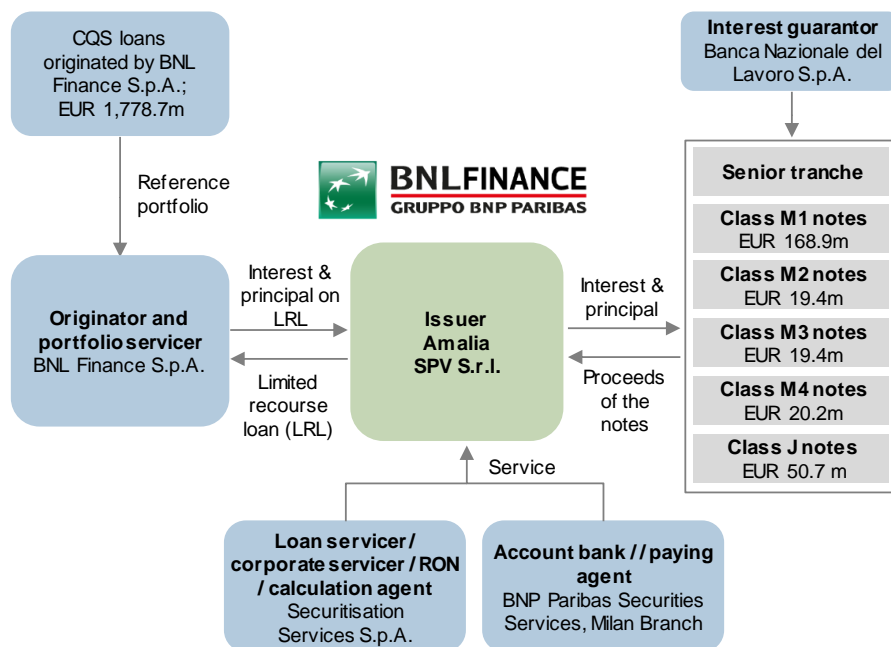 CQS loans
originated by BNL
Finance S.p.A.;
EUR 1,778.7m
Interest guarantor
Banca Nazionale del
Lavoro S.p.A.
Reference
portfolio
BNLFINANCE
GRUPPO BNP PARIBAS
Senior tranche
Class M1 notes
EUR 168.9m
Class M2 notes
EUR 19.4m
Class M3 notes
EUR 19.4m
Class M4 notes
EUR 20.2m
Class J notes
EUR 50.7 m
Originator and
portfolio servicer
BNL Finance S.p.A.
Interest &
principal on
LRL
Limited
recourse
loan (LRL)
Issuer
Amalia
SPV S.r.l.
Interest &
principal
Proceeds
of the
notes
Service
Loan servicer /
corporate servicer / RON
/ calculation agent
Securitisation
Services S.p.A.
Account bank / / paying
agent
BNP Paribas Securities
Services, Milan Branch